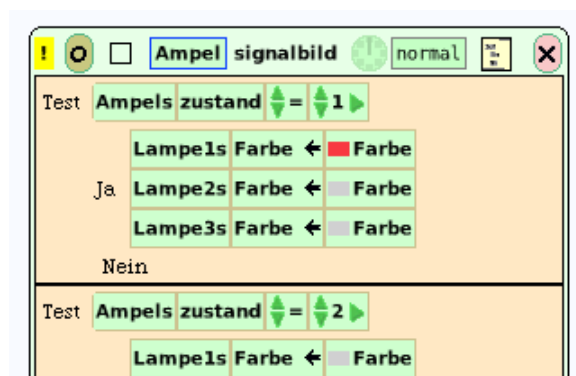 ! Ampel signalbild normal
Test Ampels zustand = 1
Lampe1s Farbe ← Farbe
Ja Lampe2s Farbe ← Farbe
Lampe3s Farbe ← Farbe
Nein
Test Ampels zustand = 2
Lampe1s Farbe ← Farbe